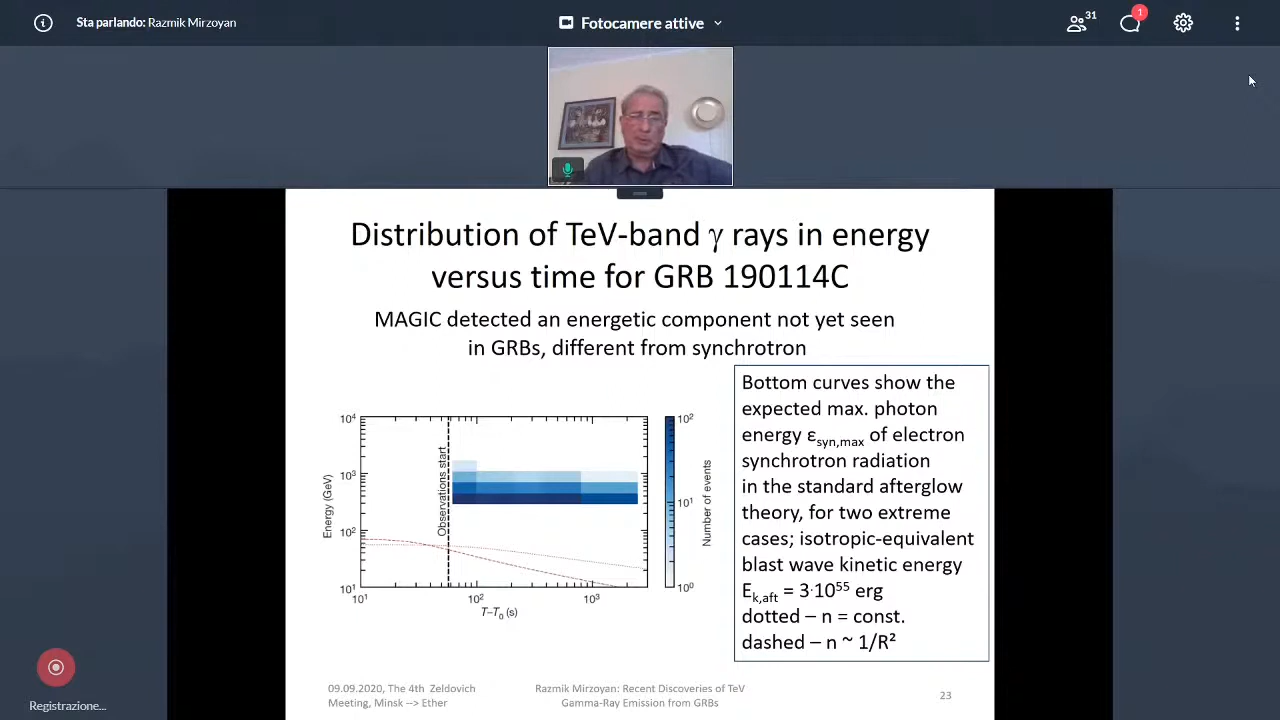 Sta parlando: Razmik Mirzoyan
Fotocamere attive
31
1
Distribution of TeV-band γ rays in energy
versus time for GRB 190114C
MAGIC detected an energetic component not yet seen
in GRBs, different from synchrotron
Bottom curves show the
expected max. photon
energy εsyn,max of electron
synchrotron radiation
in the standard afterglow
theory, for two extreme
cases; isotropic-equivalent
blast wave kinetic energy
Ek,aft = 3·10⁵⁵ erg
dotted – n = const.
dashed – n ~ 1/R²
Energy (GeV)
10⁴
10³
10²
10¹
Observations start
10¹
10²
10³
T–T₀ (s)
10²
10¹
10⁰
Number of events
09.09.2020, The 4th Zeldovich
Meeting, Minsk --> Ether
Razmik Mirzoyan: Recent Discoveries of TeV
Gamma-Ray Emission from GRBs
23
Registrazione...